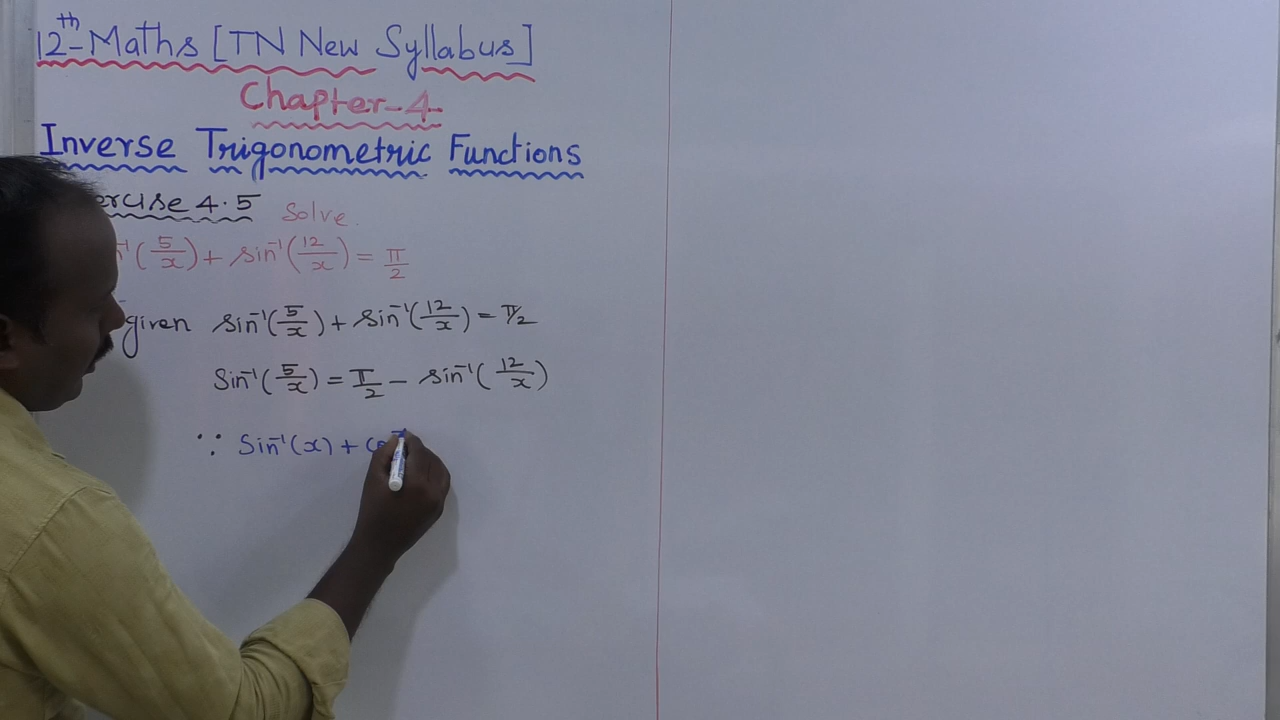 12th-Maths [TN New Syllabus]
Chapter-4
Inverse Trigonometric Functions
ercise 4.5 Solve
(5/x) + sin⁻¹(12/x) = π/2
given sin⁻¹(5/x) + sin⁻¹(12/x) = π/2
Sin⁻¹(5/x) = π/2 - sin⁻¹(12/x)
∵ Sin⁻¹(x) +